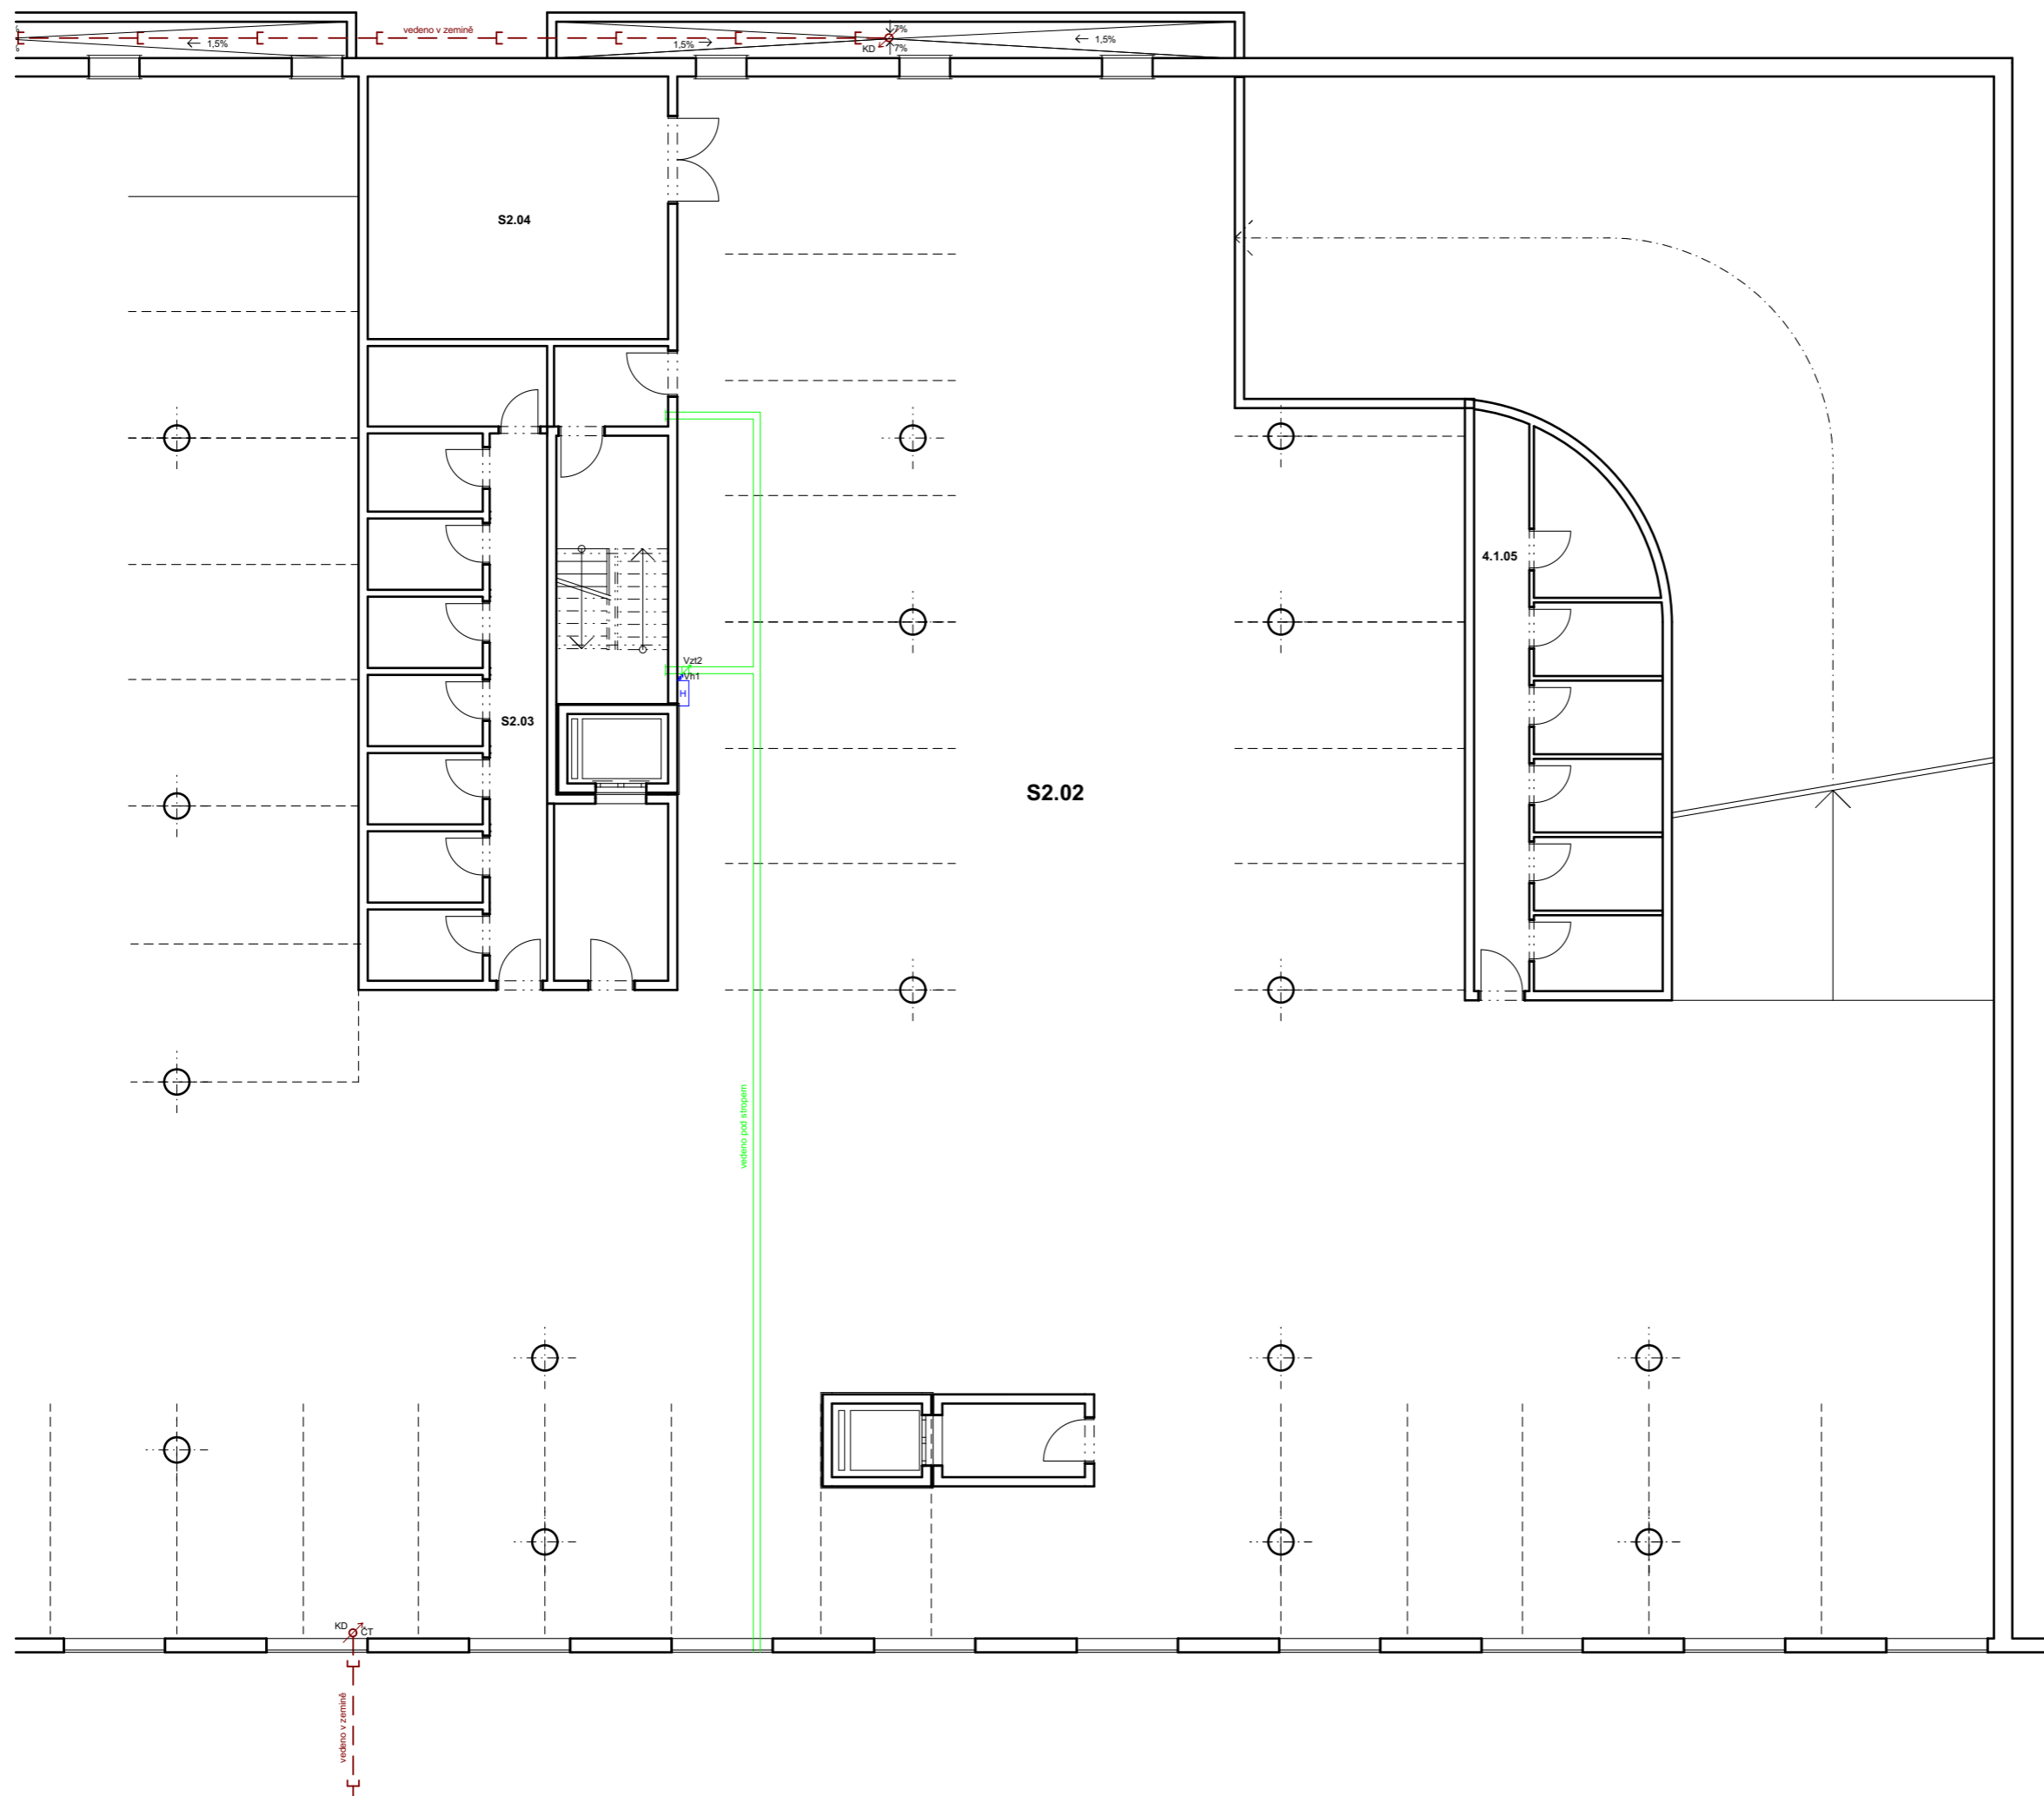 vedeno v zemině
7%
1,5%
1,5%
1,5%
KD
7%
S2.04
4.1.05
Vzt2
Vh1
H
S2.03
S2.02
vedeno pod stropem
KD
ČT
vedeno v zemině